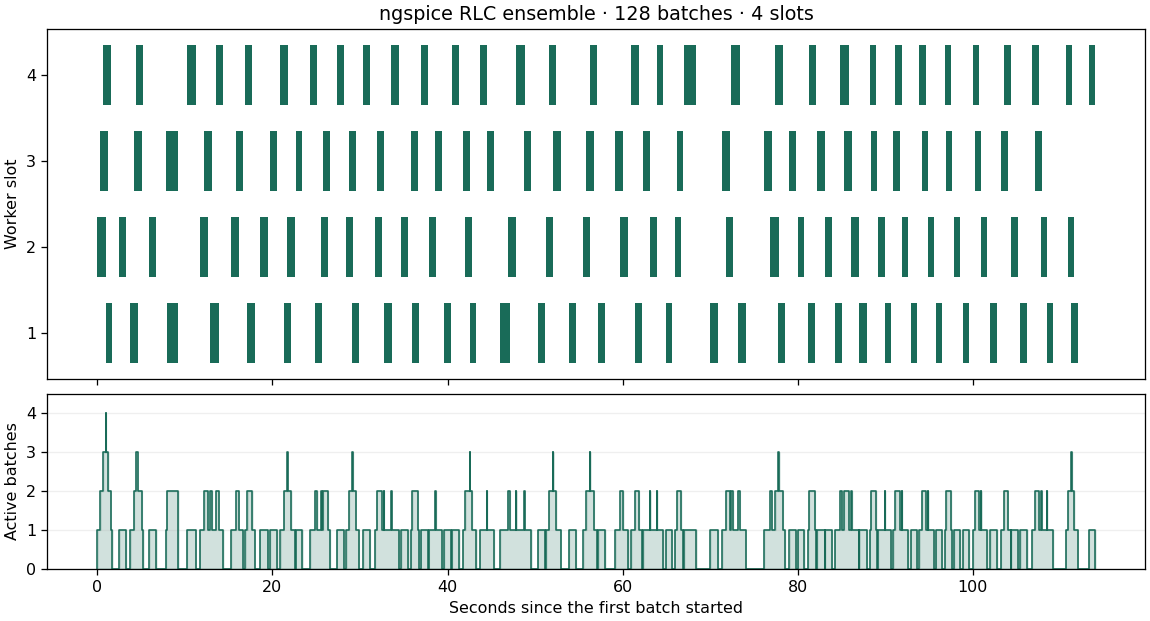 ngspice RLC ensemble · 128 batches · 4 slots
Worker slot
4
3
2
1
Active batches
4
3
2
1
0
0 20 40 60 80 100
Seconds since the first batch started